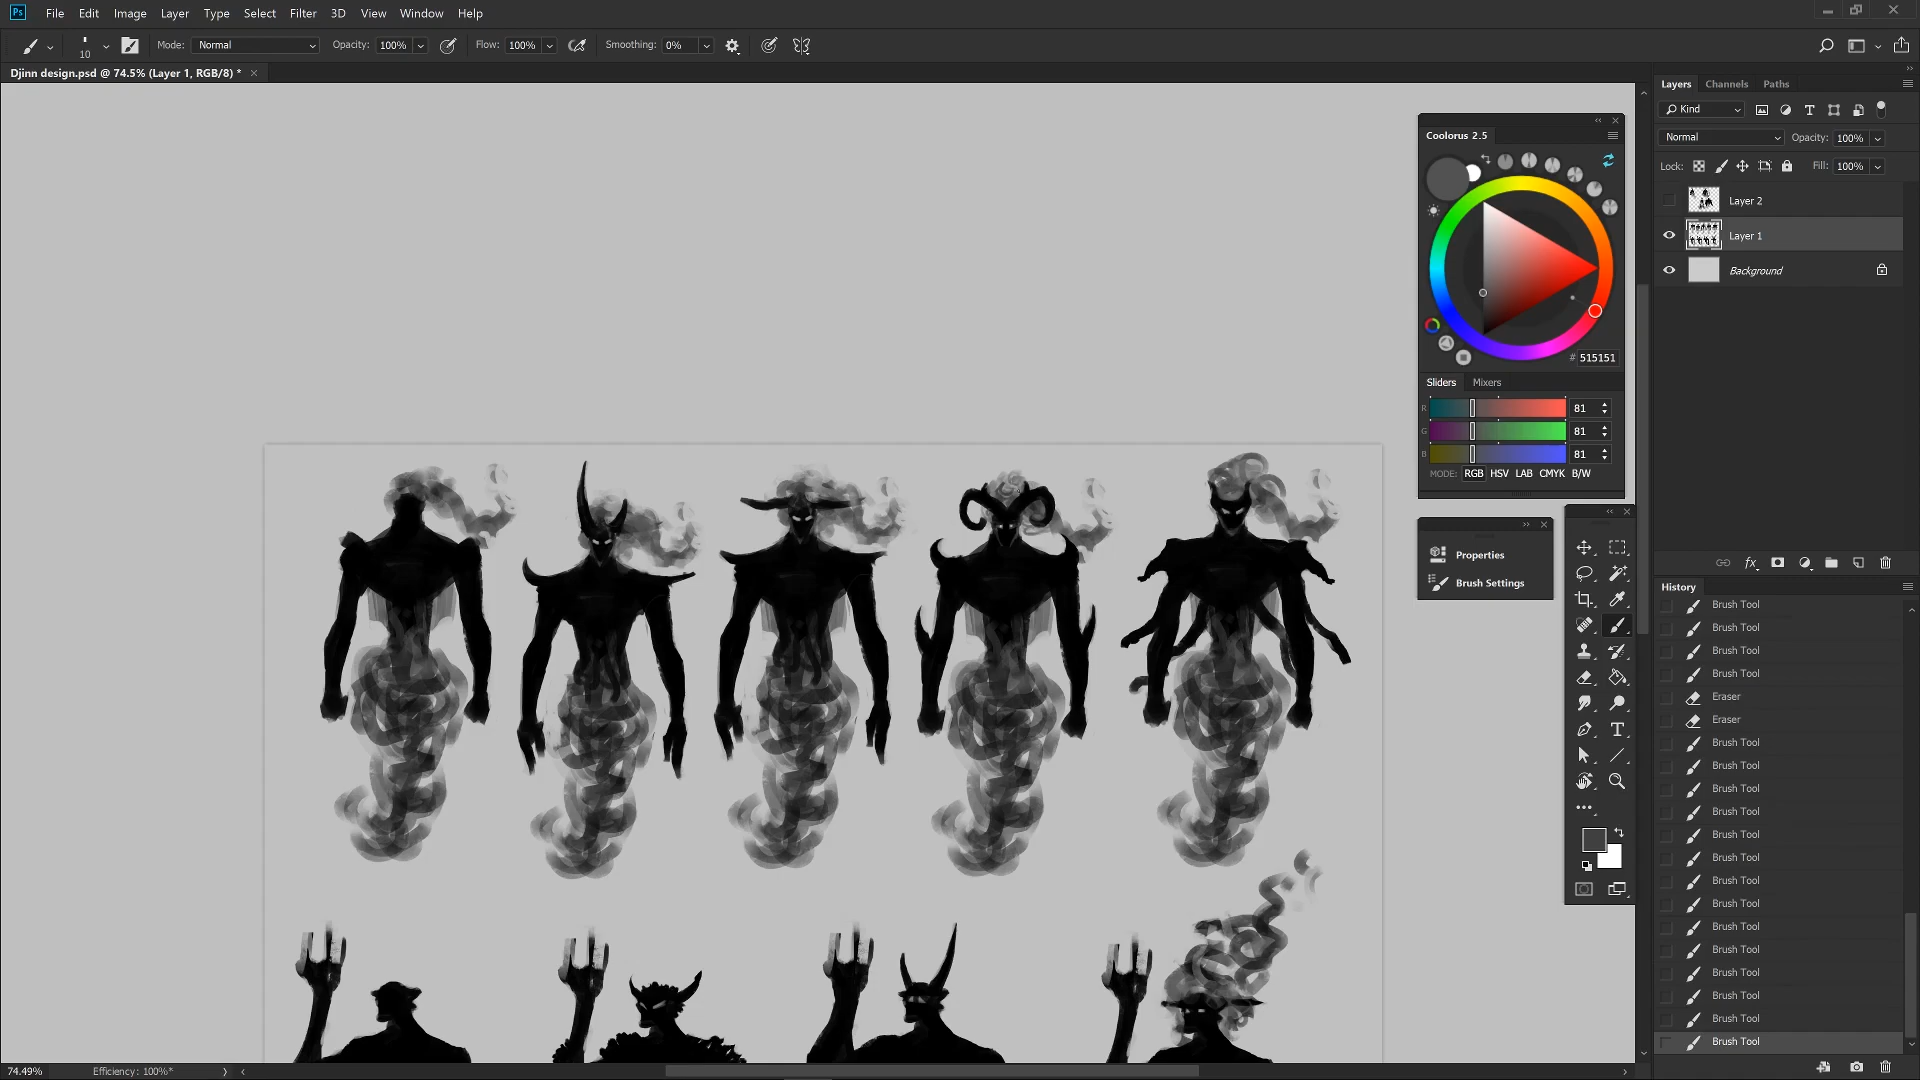 Ps File Edit Image Layer Type Select Filter 3D View Window Help
10 Mode: Normal Opacity: 100% Flow: 100% Smoothing: 0%
Djinn design.psd @ 74.5% (Layer 1, RGB/8) *
Layers Channels Paths
Kind
Normal Opacity: 100%
Lock: Fill: 100%
Layer 2
Layer 1
Background
Coolorus 2.5
# 515151
Sliders Mixers
R 81
G 81
B 81
MODE: RGB HSV LAB CMYK B/W
Properties
Brush Settings
fx
History
Brush Tool
Brush Tool
Brush Tool
Brush Tool
Eraser
Eraser
Brush Tool
Brush Tool
Brush Tool
Brush Tool
Brush Tool
Brush Tool
Brush Tool
Brush Tool
Brush Tool
Brush Tool
Brush Tool
Brush Tool
Brush Tool
Brush Tool
74.49% Efficiency: 100%*